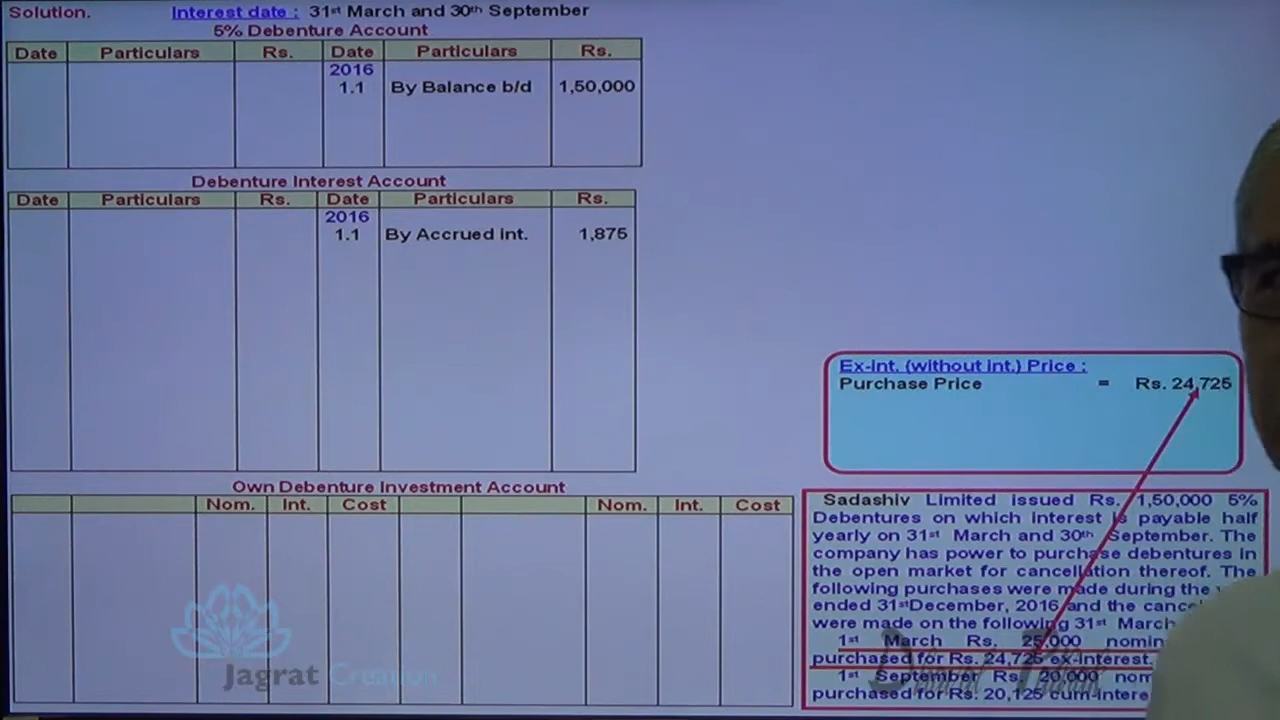 Solution. Interest date : 31st March and 30th September
5% Debenture Account
Date Particulars Rs. Date Particulars Rs.
2016
1.1 By Balance b/d 1,50,000
Debenture Interest Account
Date Particulars Rs. Date Particulars Rs.
2016
1.1 By Accrued int. 1,875
Ex-int. (without int.) Price :
Purchase Price = Rs. 24,725
Own Debenture Investment Account
Nom. Int. Cost Nom. Int. Cost
Sadashiv Limited issued Rs. 1,50,000 5%
Debentures on which interest is payable half
yearly on 31st March and 30th September. The
company has power to purchase debentures in
the open market for cancellation thereof. The
following purchases were made during the
ended 31st December, 2016 and the
were made on the following 31st March
1st March Rs. 25,000
purchased for Rs. 24,725 ex-interest.
1st September Rs. 20,000
purchased for Rs. 20,125
Jagrat Creation